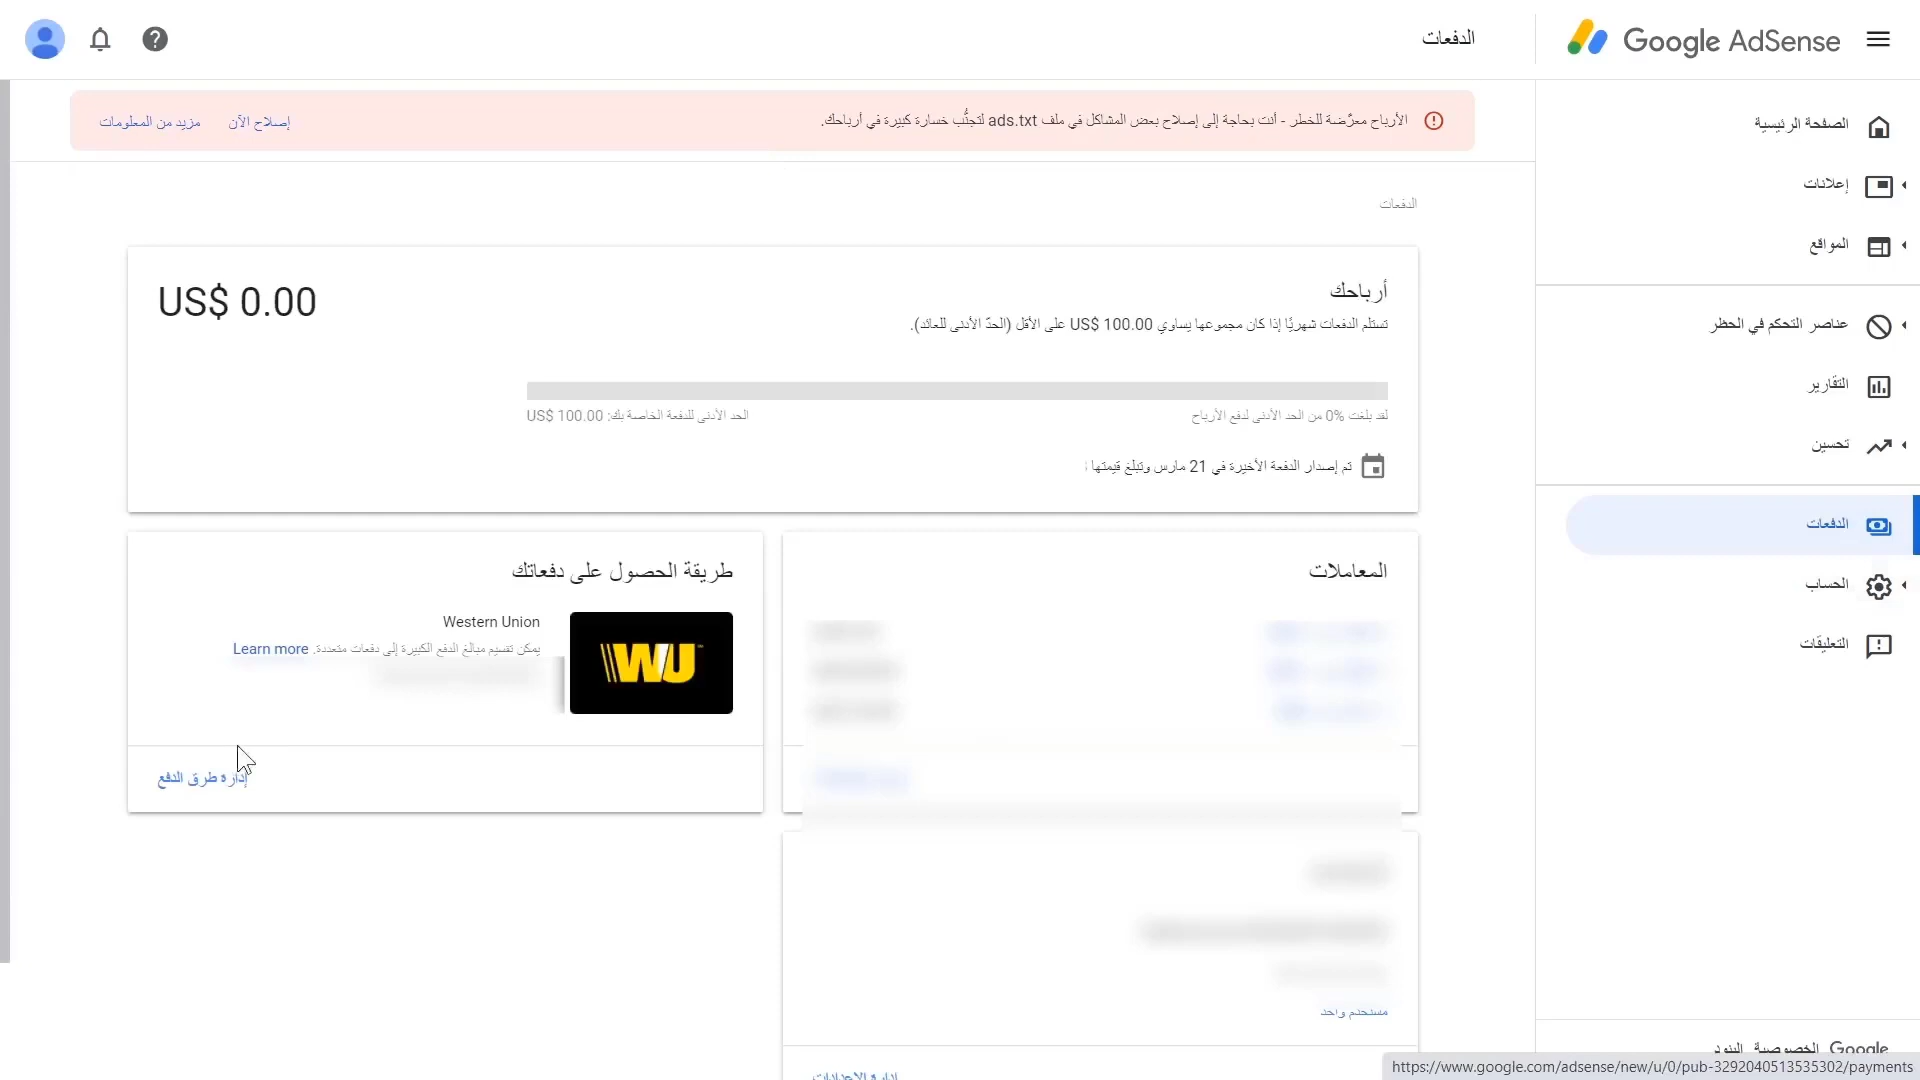 Google AdSense
الدفعات
الأرباح معرَّضة للخطر - أنت بحاجة إلى إصلاح بعض المشاكل في ملف ads.txt لتجنُّب خسارة كبيرة في أرباحك.
إصلاح الآن
مزيد من المعلومات
الصفحة الرئيسية
إعلانات
المواقع
عناصر التحكم في الحظر
التقارير
تحسين
الدفعات
الحساب
التعليقات
الدفعات
أرباحك
US$ 0.00
تستلم الدفعات شهريًا إذا كان مجموعها يساوي US$ 100.00 على الأقل (الحدّ الأدنى للعائد).
لقد بلغت %0 من الحد الأدنى لدفع الأرباح
الحد الأدنى للدفعة الخاصة بك: US$ 100.00
تم إصدار الدفعة الأخيرة في 21 مارس وتبلغ قيمتها
المعاملات
طريقة الحصول على دفعاتك
WU
Western Union
يمكن تقسيم مبالغ الدفع الكبيرة إلى دفعات متعددة. Learn more
إدارة طرق الدفع
مستخدم واحد
إدارة الإعدادات
Google الخصوصية البنود
https://www.google.com/adsense/new/u/0/pub-3292040513535302/payments